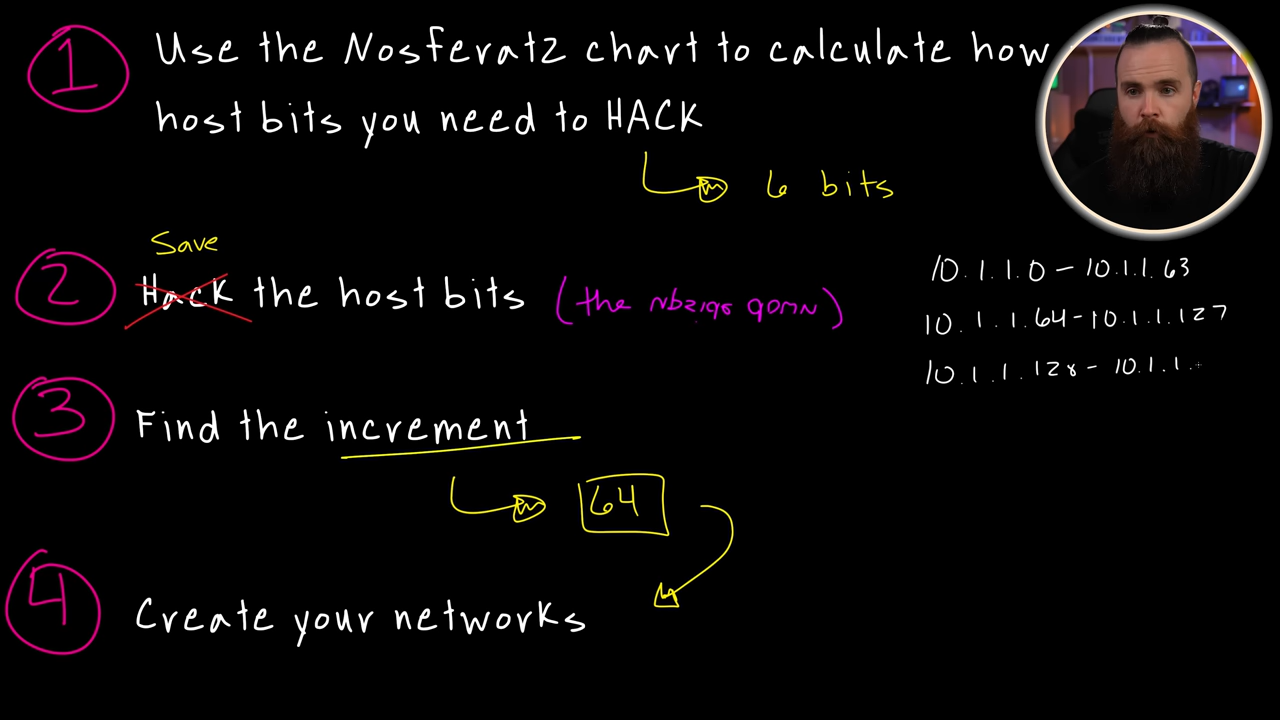 1 Use the Nosferatz chart to calculate how
host bits you need to HACK
6 bits
Save
2 Hack the host bits (the
3 Find the increment
64
4 Create your networks
10.1.1.0 - 10.1.1.63
10.1.1.64 - 10.1.1.127
10.1.1.128 - 10.1.1.